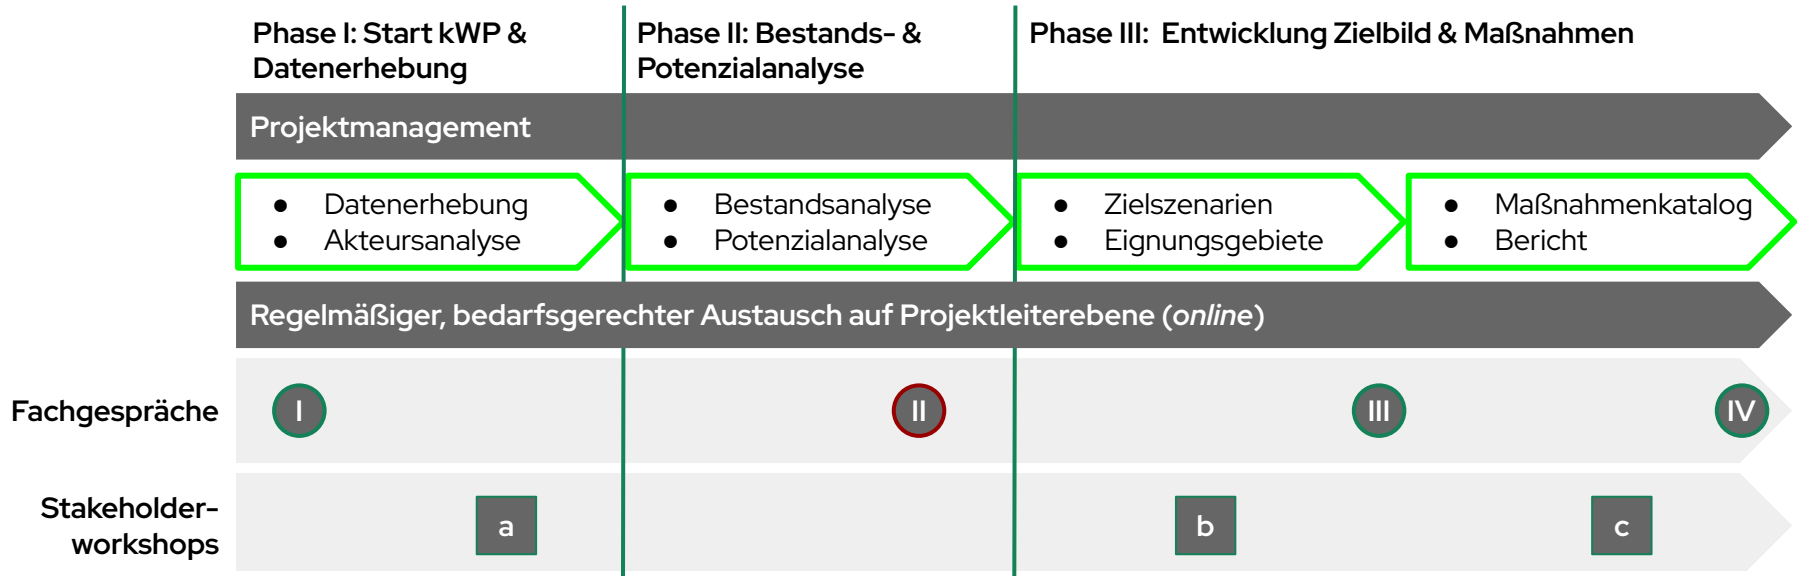 Phase I: Start kWP &
Datenerhebung
Phase II: Bestands- &
Potenzialanalyse
Phase III: Entwicklung Zielbild & Maßnahmen
Projektmanagement
● Datenerhebung
● Akteursanalyse
● Bestandsanalyse
● Potenzialanalyse
● Zielszenarien
● Eignungsgebiete
● Maßnahmenkatalog
● Bericht
Regelmäßiger, bedarfsgerechter Austausch auf Projektleiterebene (online)
Fachgespräche
I
II
III
IV
Stakeholder-
workshops
a
b
c